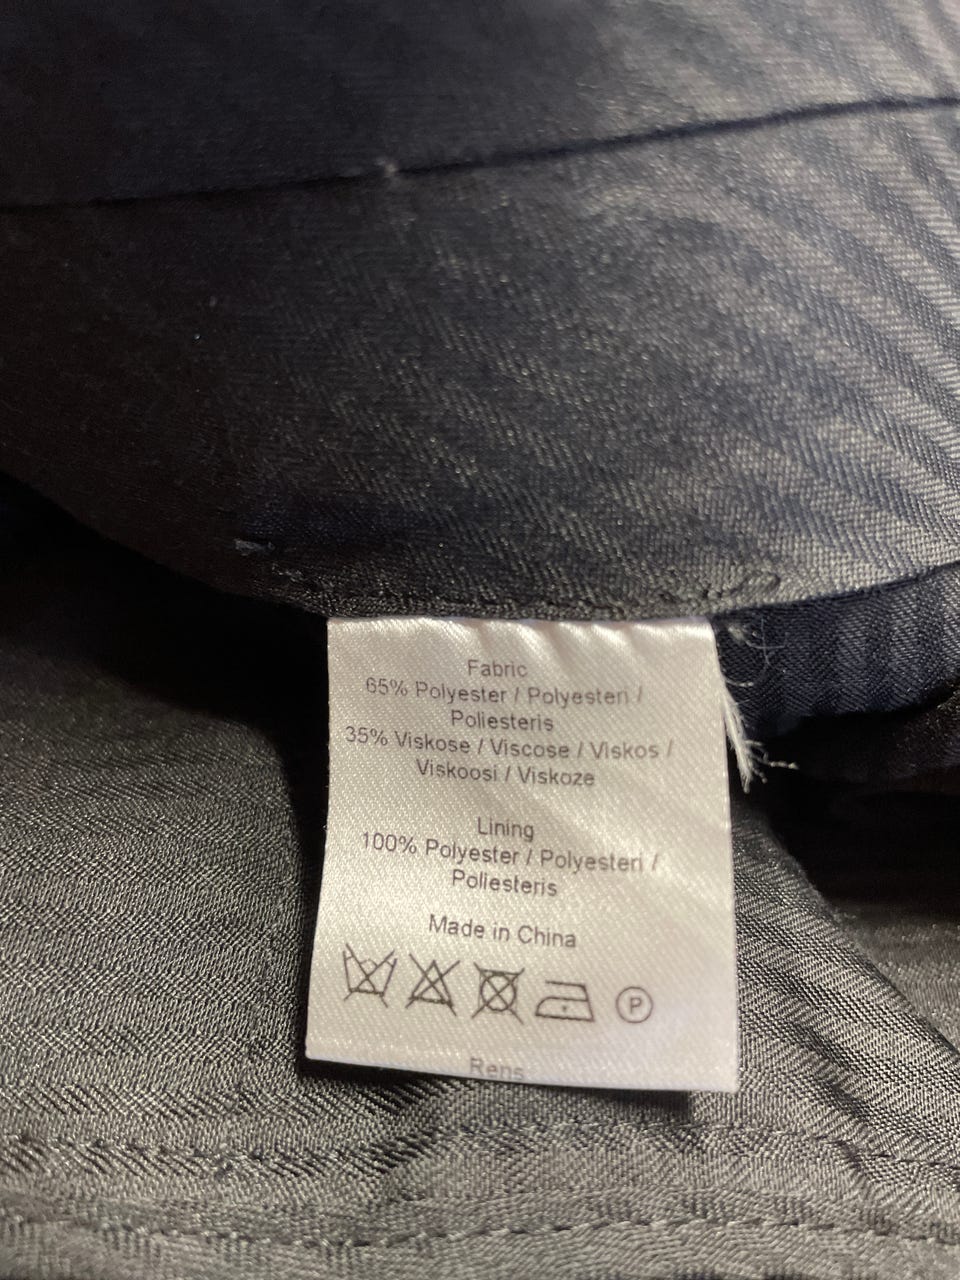 Fabric
65% Polyester / Polyesteri /
Poliesteris
35% Viskose / Viscose / Viskos /
Viskoosi / Viskoze
Lining
100% Polyester / Polyesteri /
Poliesteris
Made in China
P
Rens